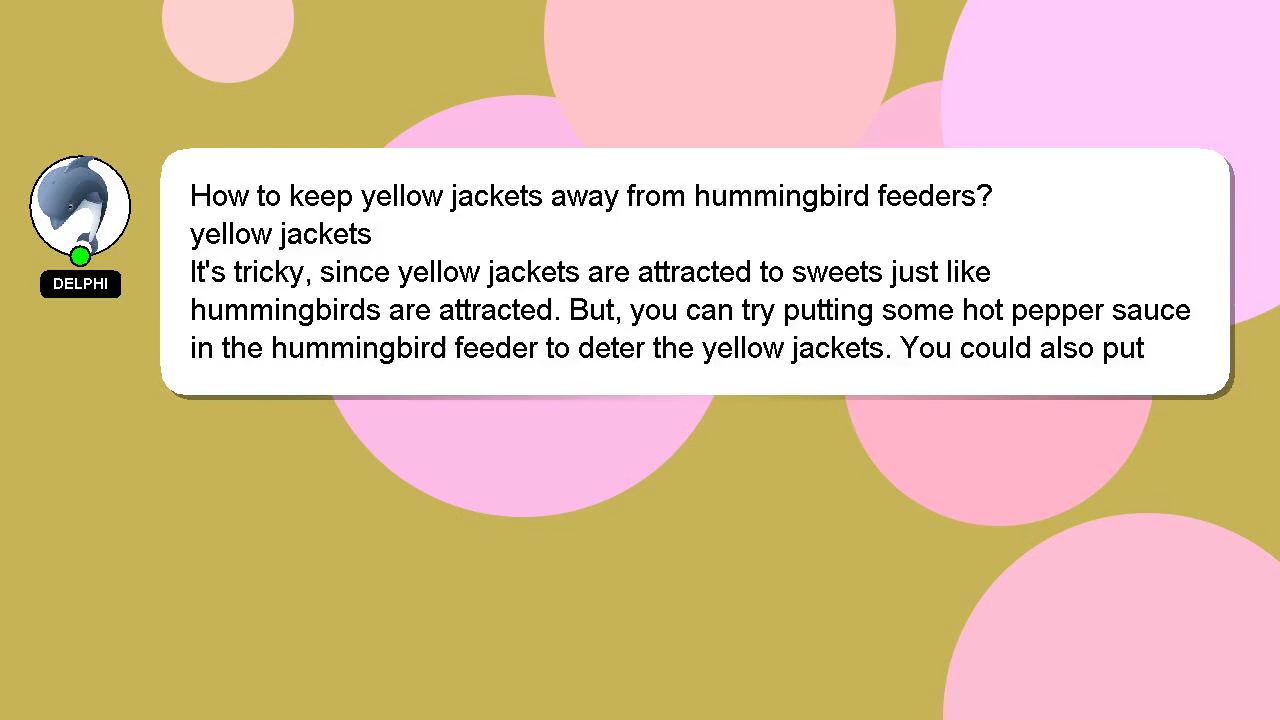 How to keep yellow jackets away from hummingbird feeders?
yellow jackets
It's tricky, since yellow jackets are attracted to sweets just like
hummingbirds are attracted. But, you can try putting some hot pepper sauce
in the hummingbird feeder to deter the yellow jackets. You could also put
DELPHI